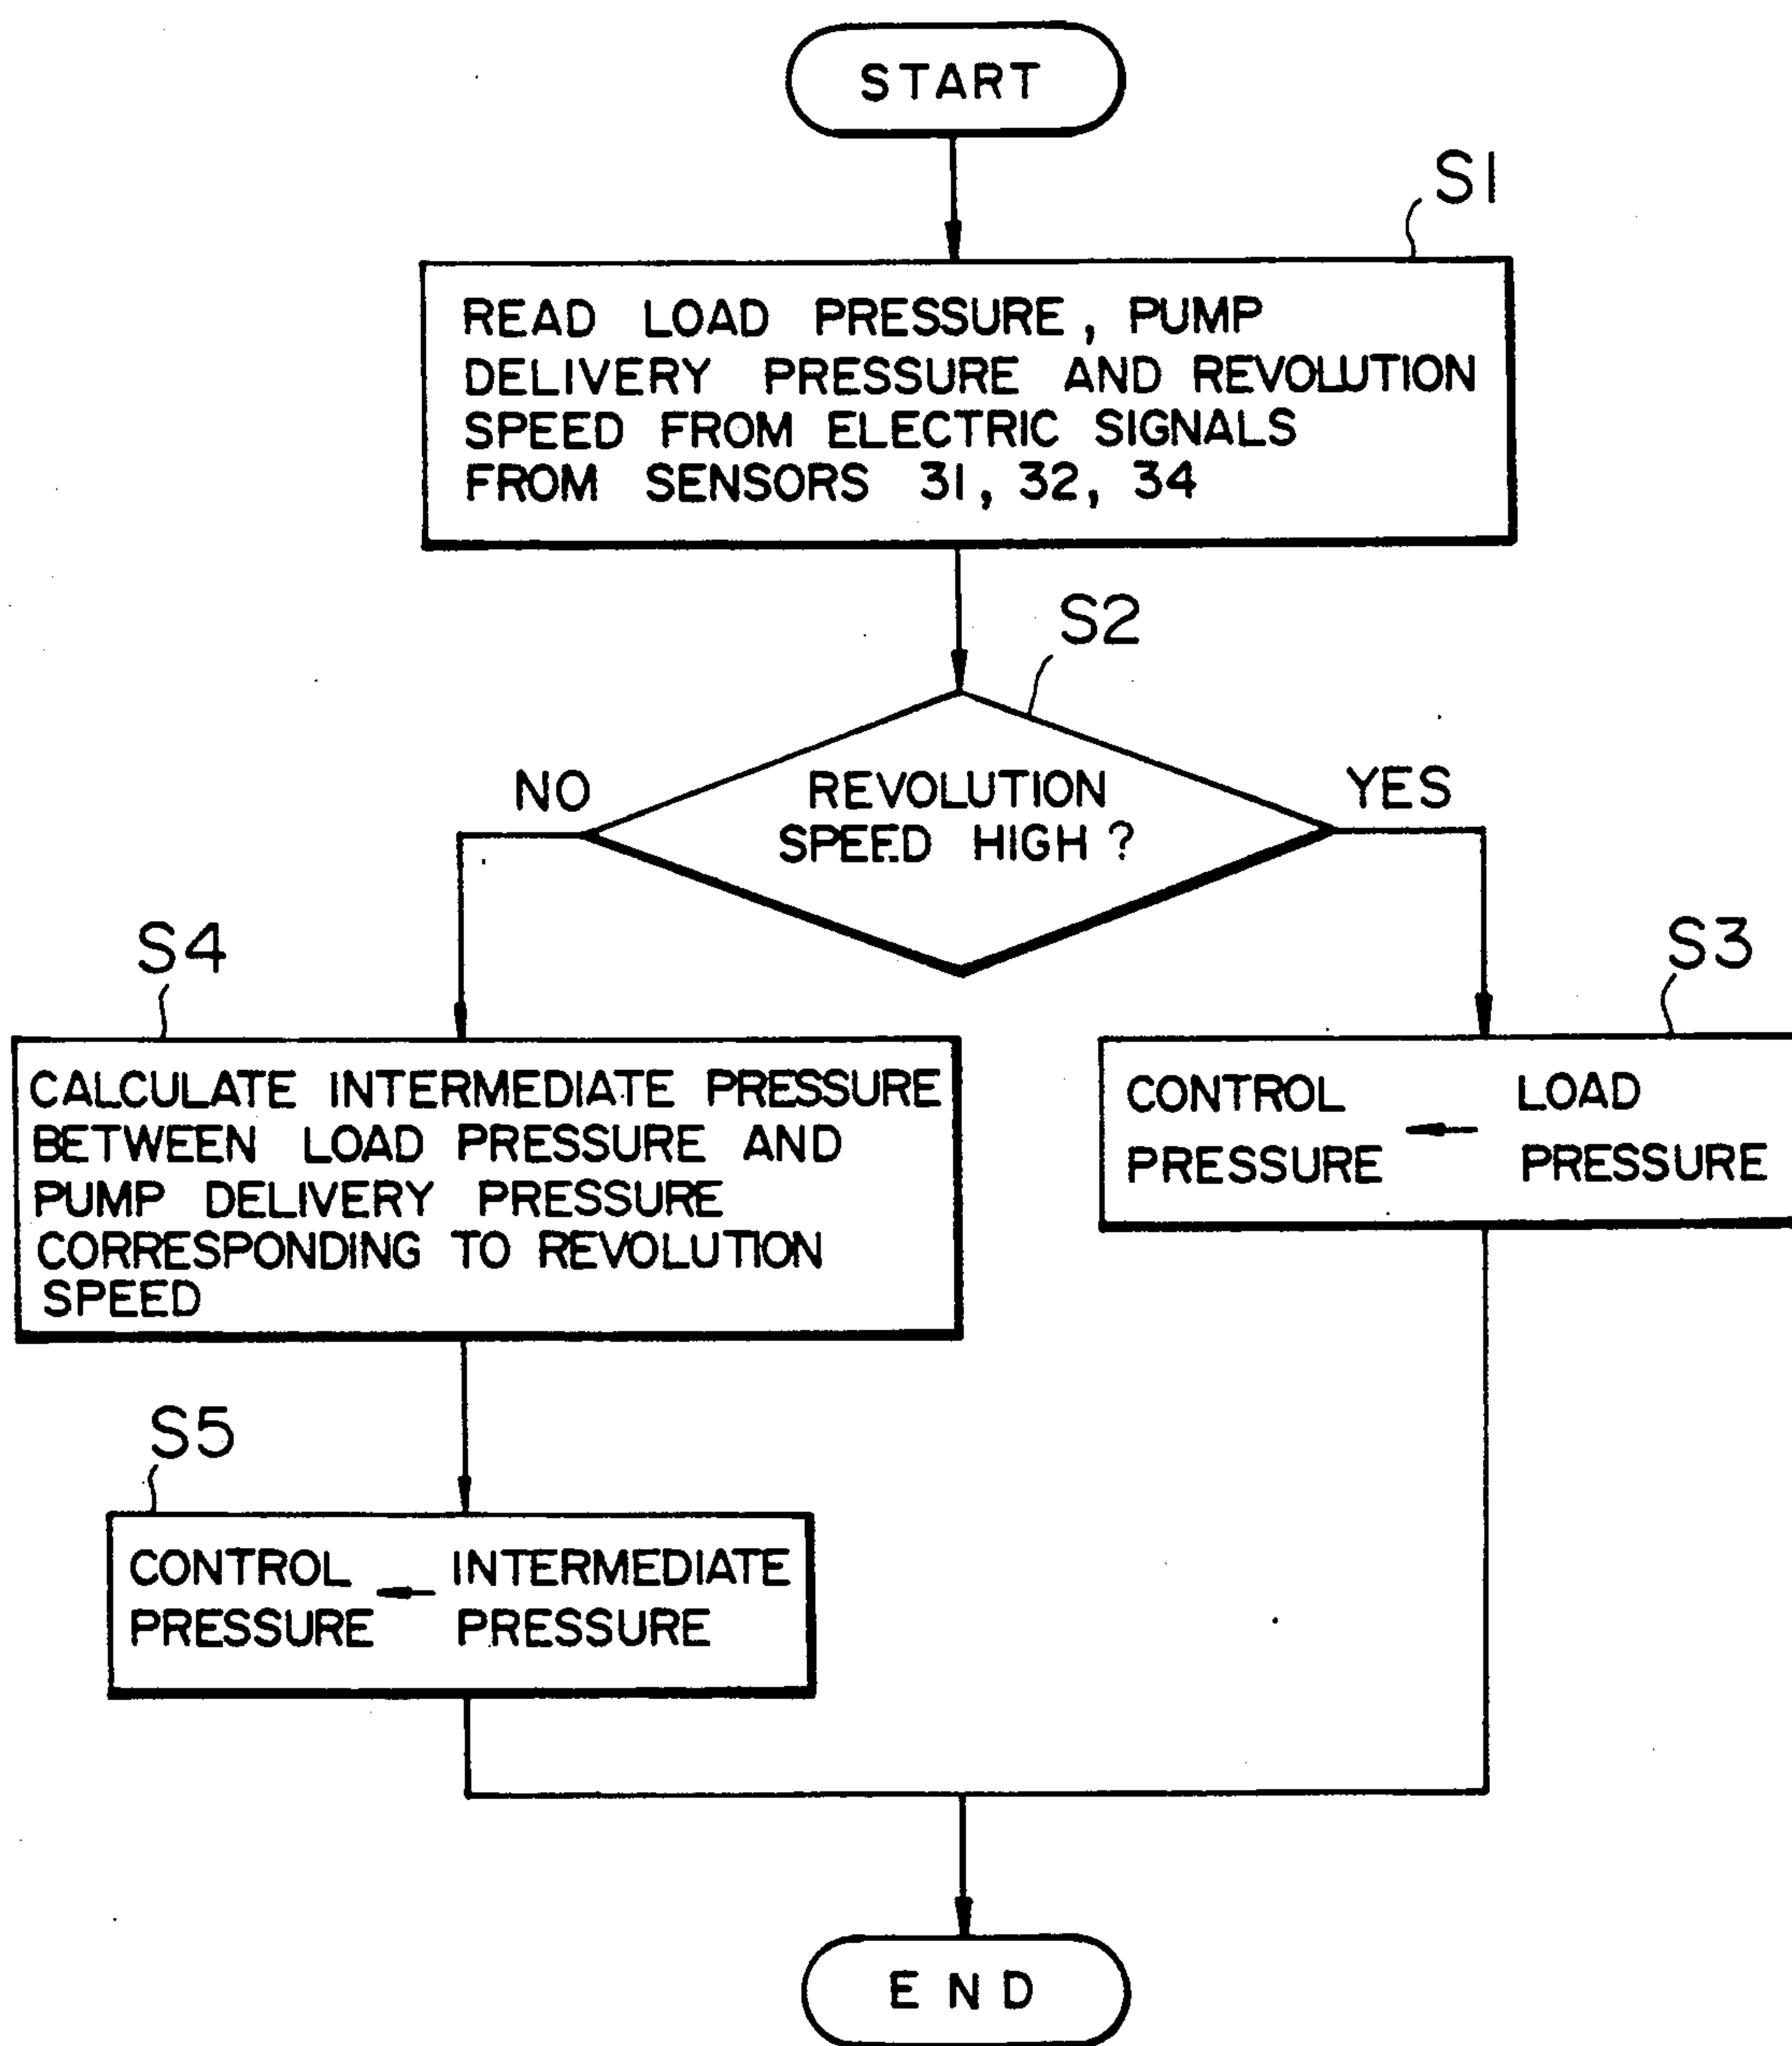 START
S1
READ LOAD PRESSURE, PUMP
DELIVERY PRESSURE AND REVOLUTION
SPEED FROM ELECTRIC SIGNALS
FROM SENSORS 31, 32, 34
S2
NO
REVOLUTION
SPEED HIGH?
YES
S4
CALCULATE INTERMEDIATE PRESSURE
BETWEEN LOAD PRESSURE AND
PUMP DELIVERY PRESSURE
CORRESPONDING TO REVOLUTION
SPEED
S3
CONTROL ← LOAD
PRESSURE PRESSURE
S5
CONTROL ← INTERMEDIATE
PRESSURE PRESSURE
END